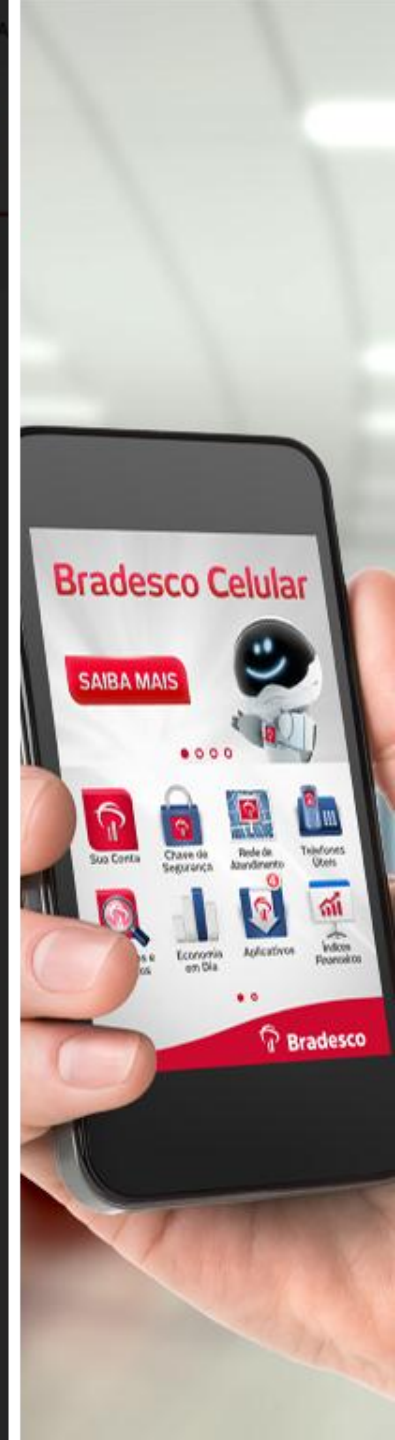 Bradesco Celular
SAIBA MAIS
Sua Conta
Chave de
Segurança
Rede de
Atendimento
Telefones
Úteis
Economia
em Dia
4
Aplicativos
Índices
Financeiros
Bradesco